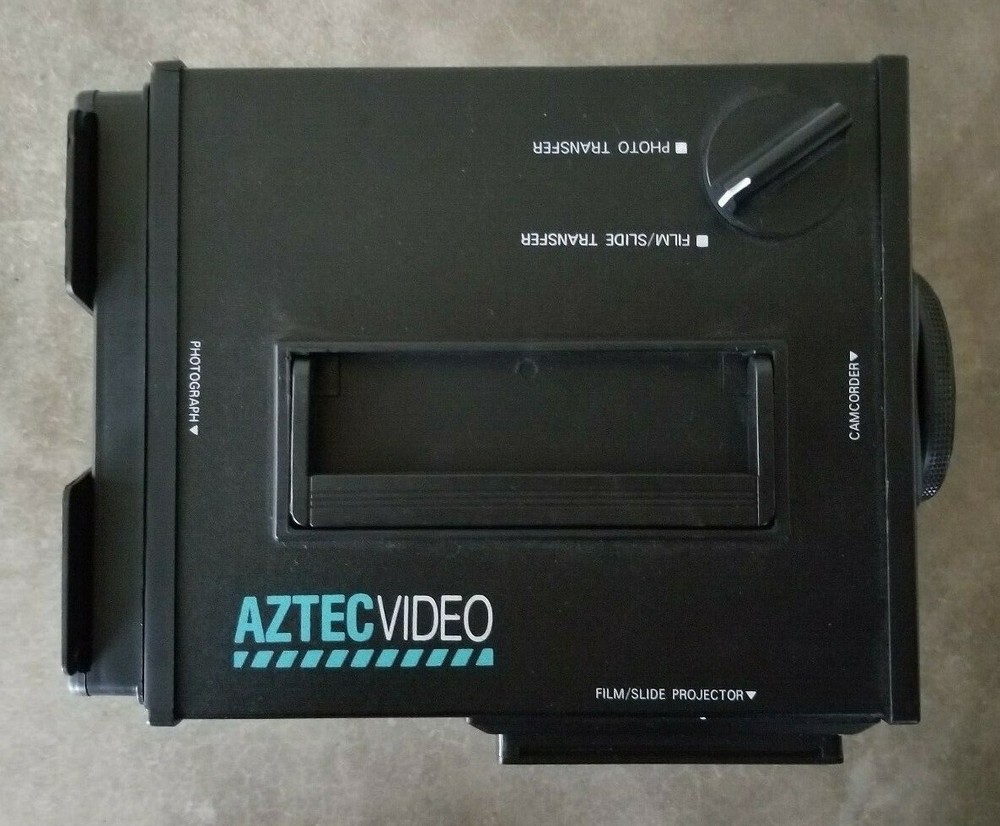 ■ PHOTO TRANSFER
■ FILM/SLIDE TRANSFER
PHOTOGRAPH▼
CAMCORDER▼
AZTECVIDEO
FILM/SLIDE PROJECTOR▼